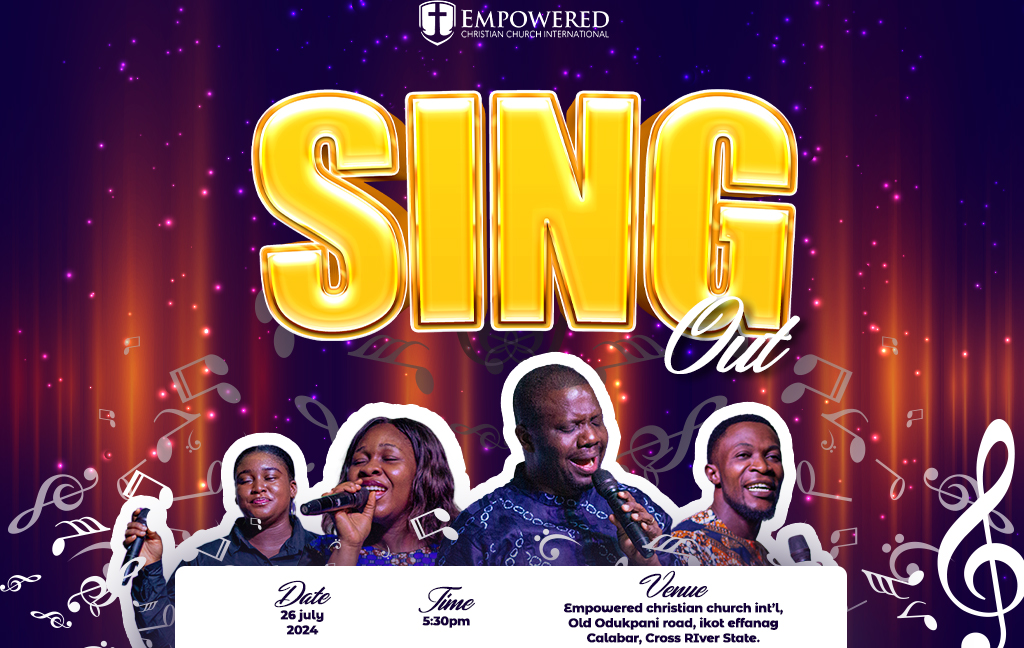 EMPOWERED
CHRISTIAN CHURCH INTERNATIONAL
SING
Out
Date
26 july
2024
Time
5:30pm
Venue
Empowered christian church int'l,
Old Odukpani road, ikot effanag
Calabar, Cross RIver State.